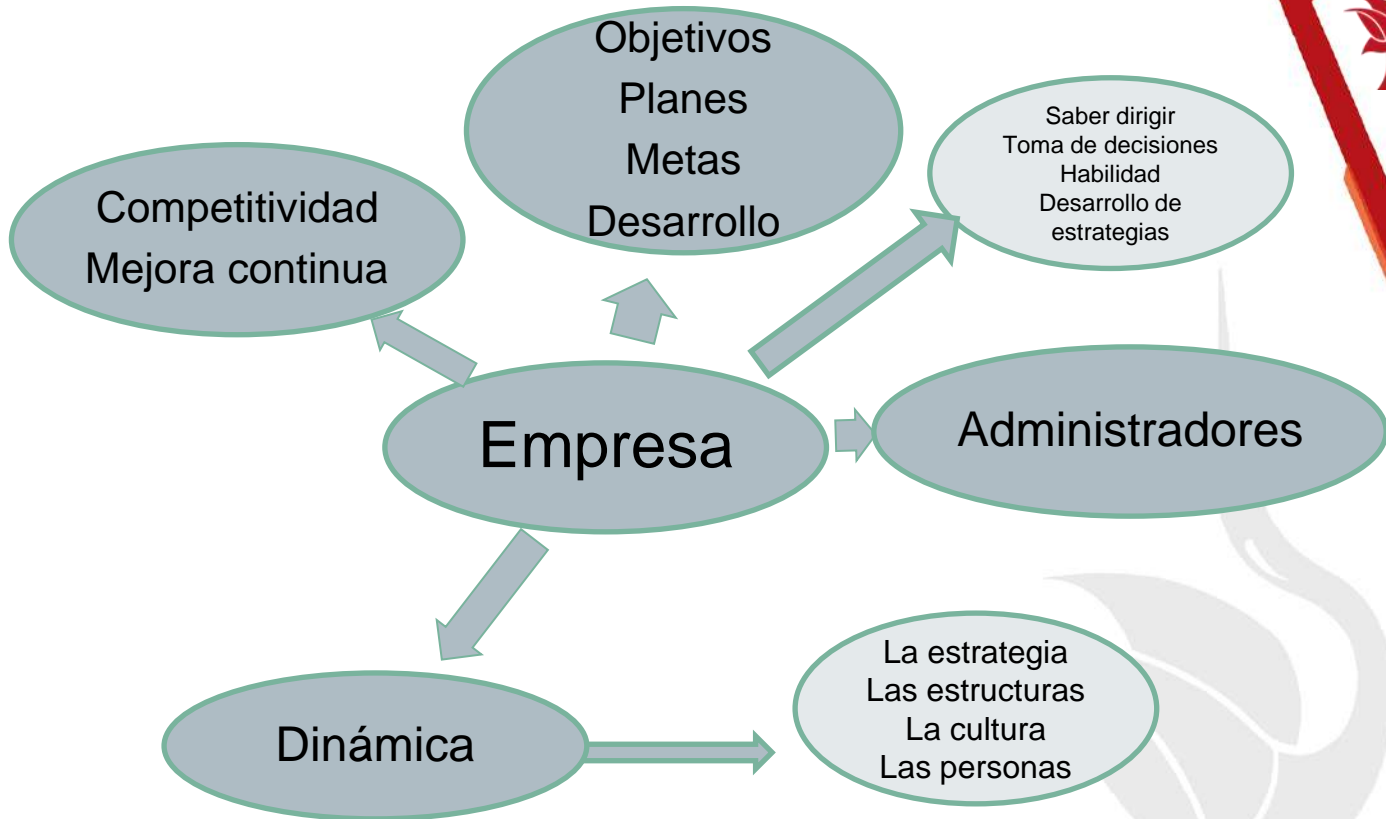 Objetivos
Planes
Metas
Desarrollo
Saber dirigir
Toma de decisiones
Habilidad
Desarrollo de
estrategias
Competitividad
Mejora continua
Empresa
Administradores
Dinámica
La estrategia
Las estructuras
La cultura
Las personas